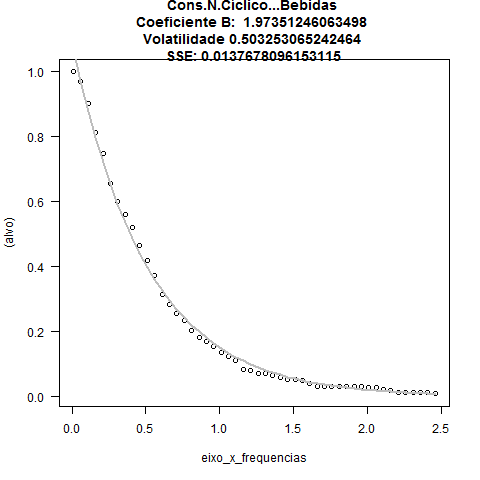 Cons.N.Ciclico...Bebidas
Coeficiente B:  1.97351246063498
Volatilidade 0.503253065242464
SSE: 0.0137678096153115
1.0
0.8
0.6
0.4
0.2
0.0
(alvo)
0.0 0.5 1.0 1.5 2.0 2.5
eixo_x_frequencias